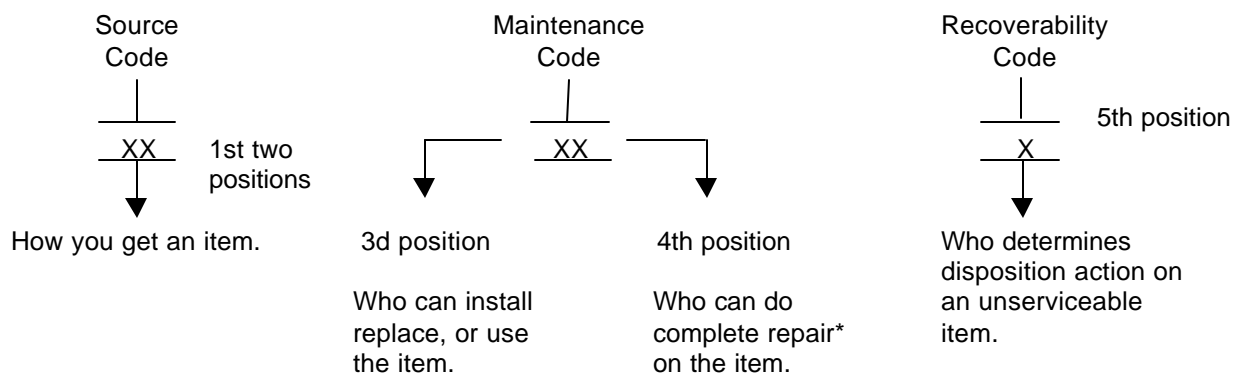 Source
Code
XX
1st two
positions
How you get an item.
Maintenance
Code
XX
3d position
Who can install
replace, or use
the item.
4th position
Who can do
complete repair*
on the item.
Recoverability
Code
5th position
X
Who determines
disposition action on
an unserviceable
item.